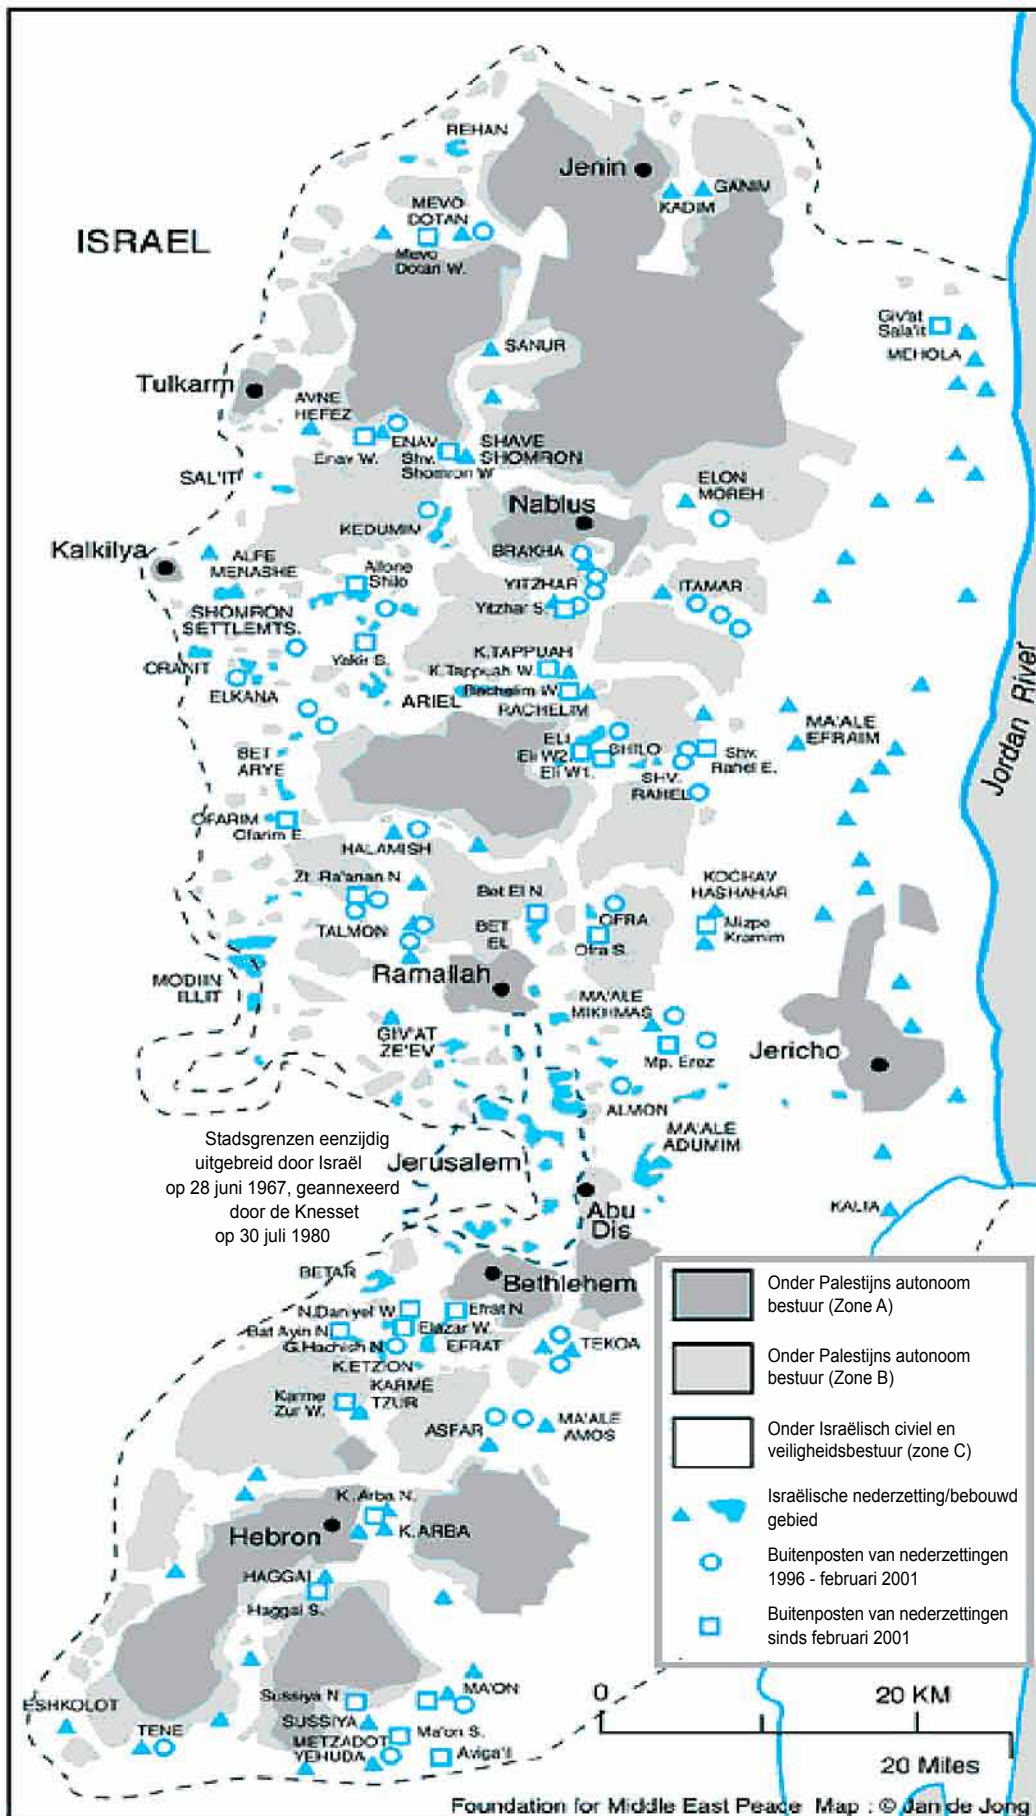 REHAN
Jenin
GANIM
KADIM
MEVO
DOTAN
ISRAEL
Mevo
Dotan W.
Giv'at
Sala'it
SANUR
MEHOLA
Tulkarm
AVNE
HEFEZ
ENAV
Enav W.
Shv.
Shomron W
SHAVE
SHOMRON
SAL'IT
ELON
MOREH
Nablus
KEDUMIM
Kalkilya
BRAKHA
ALFE
MENASHE
Allone
Shilo
YITZHAR
ITAMAR
Yitzhar S.
SHOMRON
SETTLEMTS.
K.TAPPUAH
ORANIT
Yakir S.
K.Tappuah W.
ELKANA
ARIEL
Rachelim W.
RACHELIM
MA'ALE
EFRAIM
Jordan River
BET
ARYE
ELI
Eli W2.
SHILO
Eli W1.
Shv.
Rahel E.
SHV.
RAHEL
OFARIM
Ofarim E.
HALAMISH
Zt. Ra'anan N.
Bet El N.
KOCHAV
HASHAHAR
OFRA
TALMON
BET
EL
Ofra S.
Mizpe
Kramim
Ramallah
MODIIN
ILLIT
MA'ALE
MIKHMAS
GIV'AT
ZE'EV
Mp. Erez
Jericho
ALMON
Stadsgrenzen eenzijdig
uitgebreid door Israël
op 28 juni 1967, geannexeerd
door de Knesset
op 30 juli 1980
MA'ALE
ADUMIM
Jerusalem
Abu
Dis
KALIA
BETAR
Bethlehem
N.Daniyel W.
Efrat N.
Bat Ayin N
Elazar W.
G.Hachish N.
EFRAT
TEKOA
K.ETZION
Karme
Zur W.
KARME
TZUR
ASFAR
MA'ALE
AMOS
K. Arba N.
Hebron
K.ARBA
HAGGAI
Haggai S.
ESHKOLOT
Sussiya N
MA'ON
TENE
SUSSIYA
Ma'on S.
METZADOT
YEHUDA
Aviga'il
Onder Palestijns autonoom
bestuur (Zone A)
Onder Palestijns autonoom
bestuur (Zone B)
Onder Israëlisch civiel en
veiligheidsbestuur (zone C)
Israëlische nederzetting/bebouwd
gebied
Buitenposten van nederzettingen
1996 - februari 2001
Buitenposten van nederzettingen
sinds februari 2001
0 20 KM
20 Miles
Foundation for Middle East Peace Map : © Jan de Jong